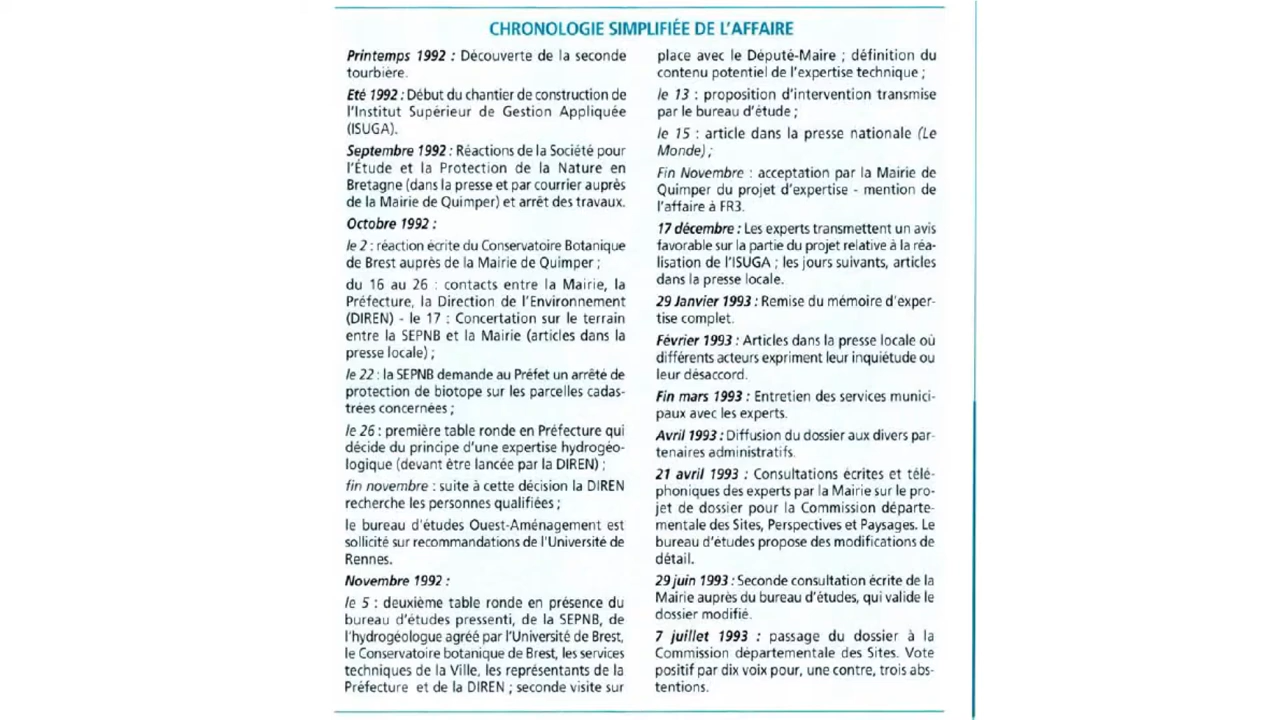 CHRONOLOGIE SIMPLIFIÉE DE L'AFFAIRE
Printemps 1992 : Découverte de la seconde
tourbière.
Eté 1992 : Début du chantier de construction de
l'Institut Supérieur de Gestion Appliquée
(ISUGA).
Septembre 1992 : Réactions de la Société pour
l'Étude et la Protection de la Nature en
Bretagne (dans la presse et par courrier auprès
de la Mairie de Quimper) et arrêt des travaux.
Octobre 1992 :
le 2 : réaction écrite du Conservatoire Botanique
de Brest auprès de la Mairie de Quimper ;
du 16 au 26 : contacts entre la Mairie, la
Préfecture, la Direction de l'Environnement
(DIREN) - le 17 : Concertation sur le terrain
entre la SEPNB et la Mairie (articles dans la
presse locale) ;
le 22 : la SEPNB demande au Préfet un arrêté de
protection de biotope sur les parcelles cadas-
trées concernées ;
le 26 : première table ronde en Préfecture qui
décide du principe d'une expertise hydrogéo-
logique (devant être lancée par la DIREN) ;
fin novembre : suite à cette décision la DIREN
recherche les personnes qualifiées ;
le bureau d'études Ouest-Aménagement est
sollicité sur recommandations de l'Université de
Rennes.
Novembre 1992 :
le 5 : deuxième table ronde en présence du
bureau d'études pressenti, de la SEPNB, de
l'hydrogéologue agréé par l'Université de Brest,
le Conservatoire botanique de Brest, les services
techniques de la Ville, les représentants de la
Préfecture et de la DIREN ; seconde visite sur
place avec le Député-Maire ; définition du
contenu potentiel de l'expertise technique ;
le 13 : proposition d'intervention transmise
par le bureau d'étude ;
le 15 : article dans la presse nationale (Le
Monde) ;
Fin Novembre : acceptation par la Mairie de
Quimper du projet d'expertise - mention de
l'affaire à FR3.
17 décembre : Les experts transmettent un avis
favorable sur la partie du projet relative à la réa-
lisation de l'ISUGA ; les jours suivants, articles
dans la presse locale.
29 Janvier 1993 : Remise du mémoire d'exper-
tise complet.
Février 1993 : Articles dans la presse locale où
différents acteurs expriment leur inquiétude ou
leur désaccord.
Fin mars 1993 : Entretien des services munici-
paux avec les experts.
Avril 1993 : Diffusion du dossier aux divers par-
tenaires administratifs.
21 avril 1993 : Consultations écrites et télé-
phoniques des experts par la Mairie sur le pro-
jet de dossier pour la Commission départe-
mentale des Sites, Perspectives et Paysages. Le
bureau d'études propose des modifications de
détail.
29 juin 1993 : Seconde consultation écrite de la
Mairie auprès du bureau d'études, qui valide le
dossier modifié.
7 juillet 1993 : passage du dossier à la
Commission départementale des Sites. Vote
positif par dix voix pour, une contre, trois abs-
tentions.